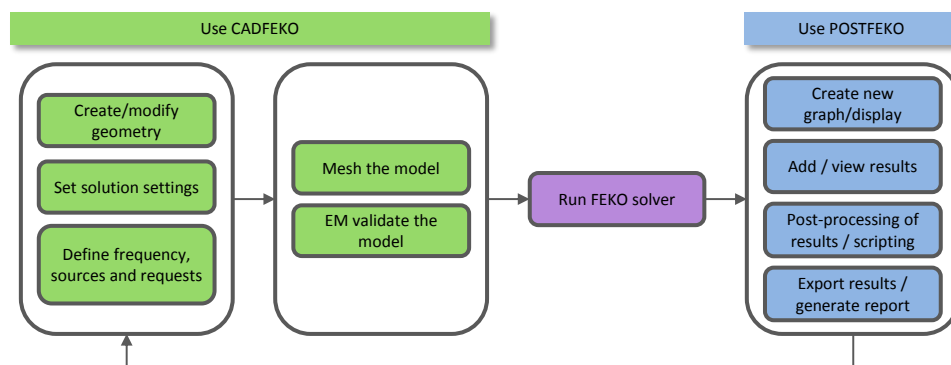 Use CADFEKO
Use POSTFEKO
Create/modify
geometry
Set solution settings
Define frequency,
sources and requests
Mesh the model
EM validate the
model
Run FEKO solver
Create new
graph/display
Add / view results
Post-processing of
results / scripting
Export results /
generate report